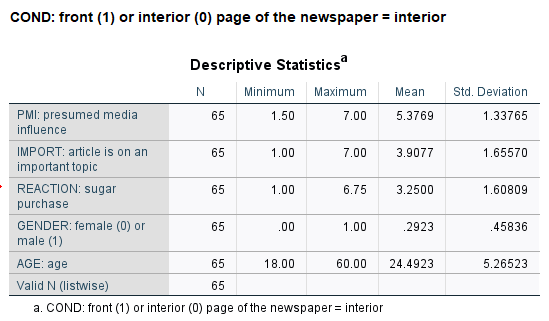 COND: front (1) or interior (0) page of the newspaper = interior
Descriptive Statisticsa
N Minimum Maximum Mean Std. Deviation
PMI: presumed media influence 65 1.50 7.00 5.3769 1.33765
IMPORT: article is on an important topic 65 1.00 7.00 3.9077 1.65570
REACTION: sugar purchase 65 1.00 6.75 3.2500 1.60809
GENDER: female (0) or male (1) 65 .00 1.00 .2923 .45836
AGE: age 65 18.00 60.00 24.4923 5.26523
Valid N (listwise) 65
a. COND: front (1) or interior (0) page of the newspaper = interior